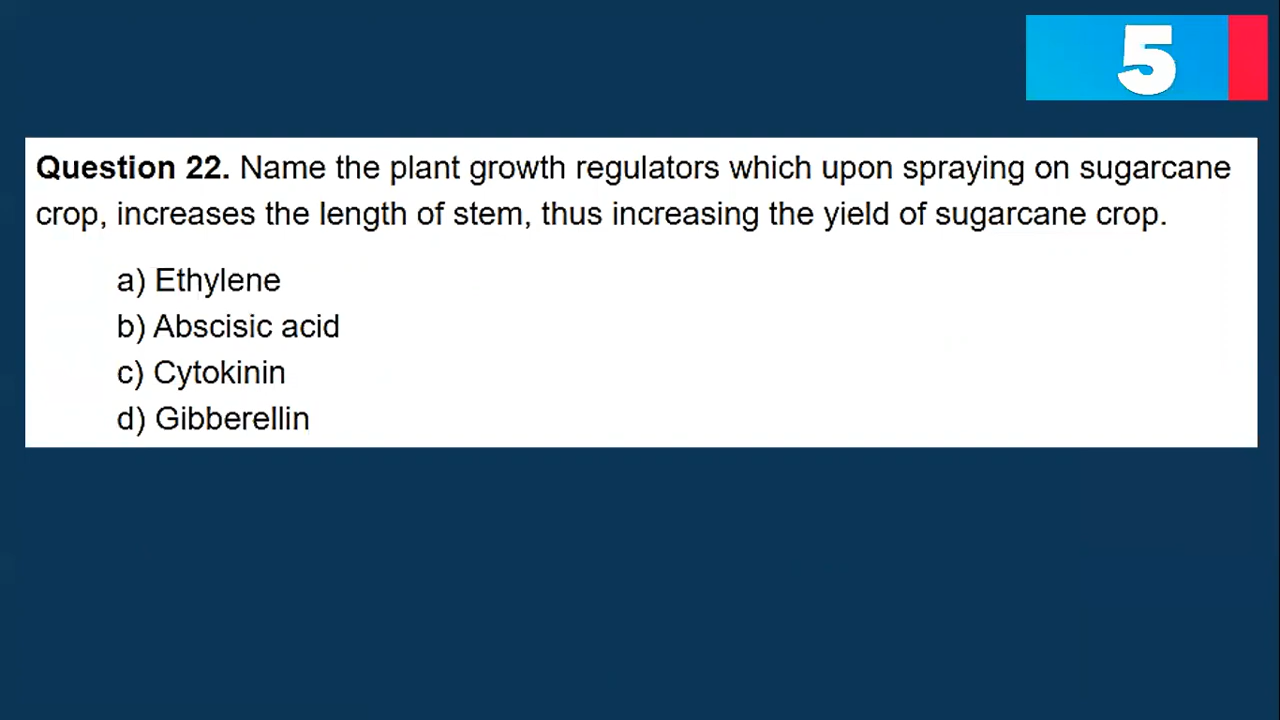 5
Question 22. Name the plant growth regulators which upon spraying on sugarcane
crop, increases the length of stem, thus increasing the yield of sugarcane crop.
a) Ethylene
b) Abscisic acid
c) Cytokinin
d) Gibberellin